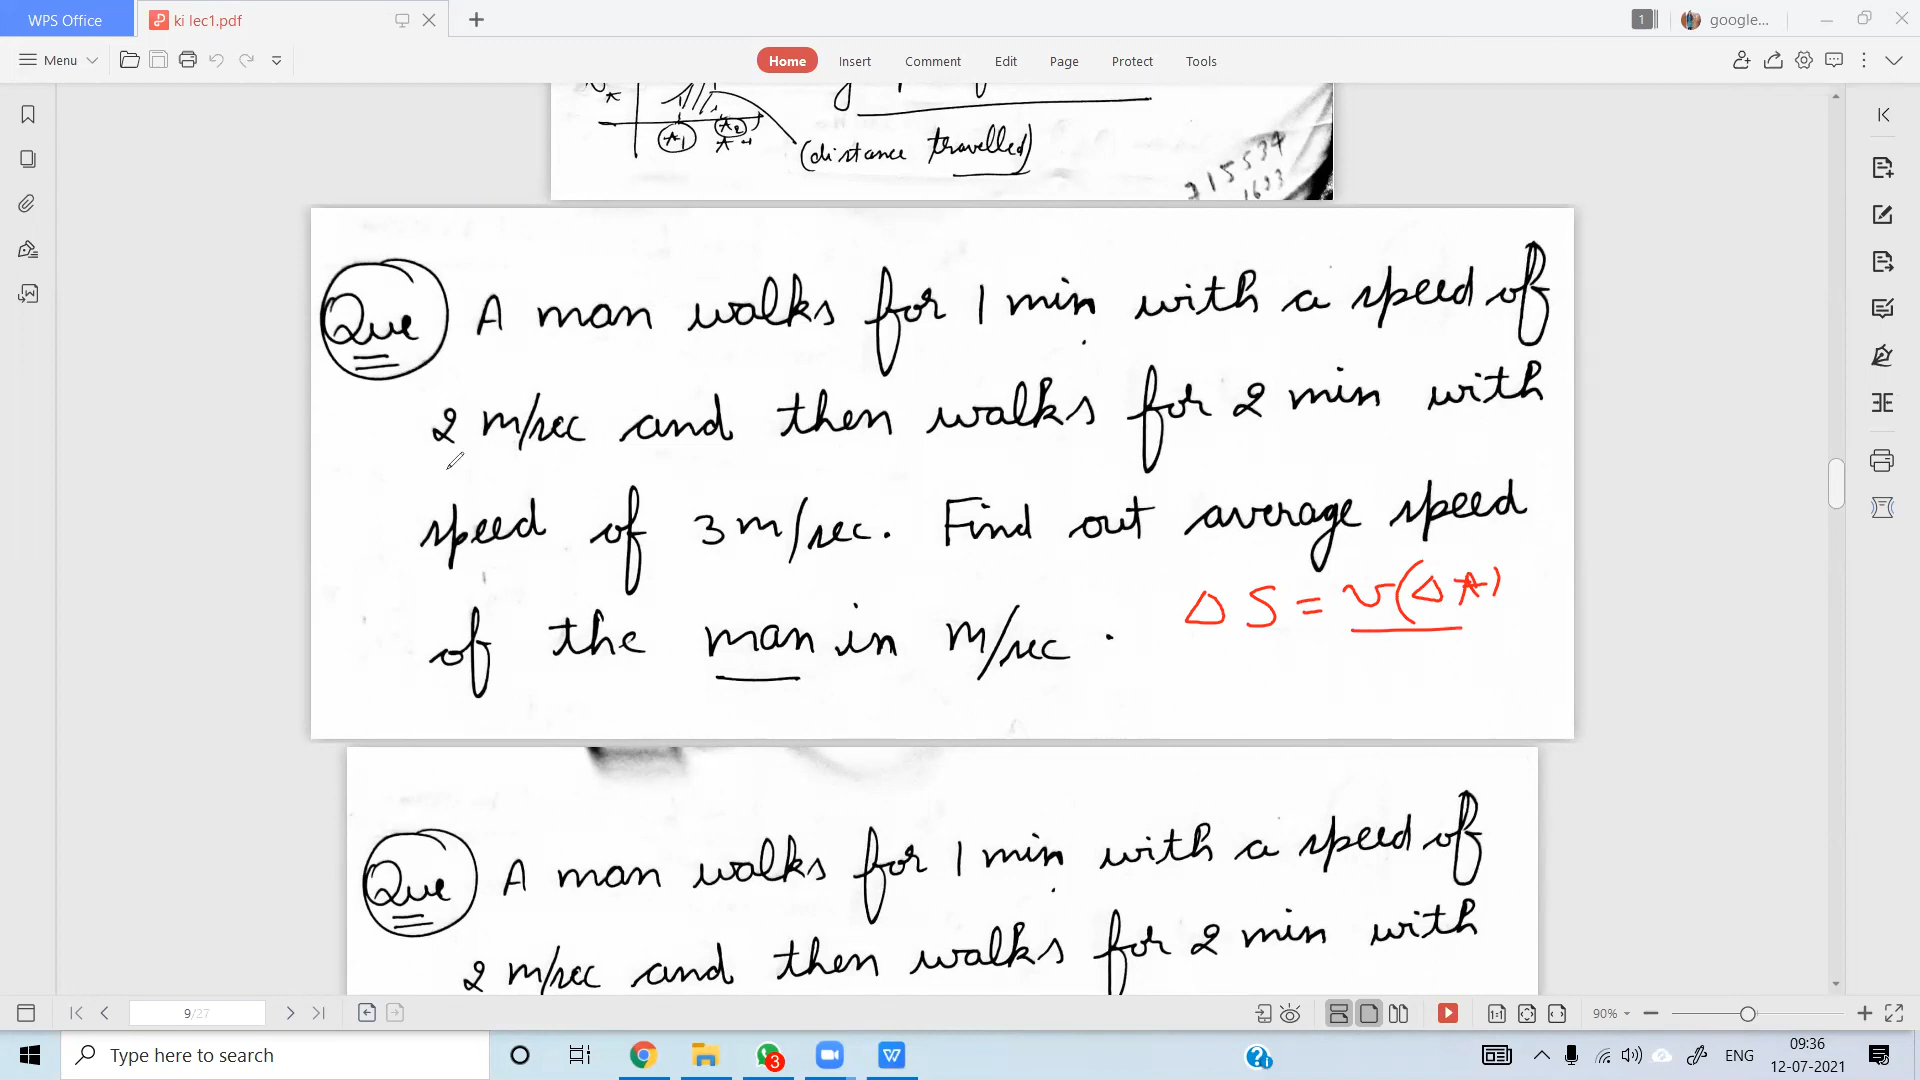 WPS Office
ki lec1.pdf
1
google...
Menu
Home Insert Comment Edit Page Protect Tools
(distance travelled)
Que A man walks for 1 min with a speed of
2 m/sec and then walks for 2 min with
speed of 3 m/sec. Find out average speed
ΔS = v(Δt)
of the man in m/sec.
Que A man walks for 1 min with a speed of
2 m/sec and then walks for 2 min with
9/27
90%
Type here to search
3
ENG
09:36
12-07-2021